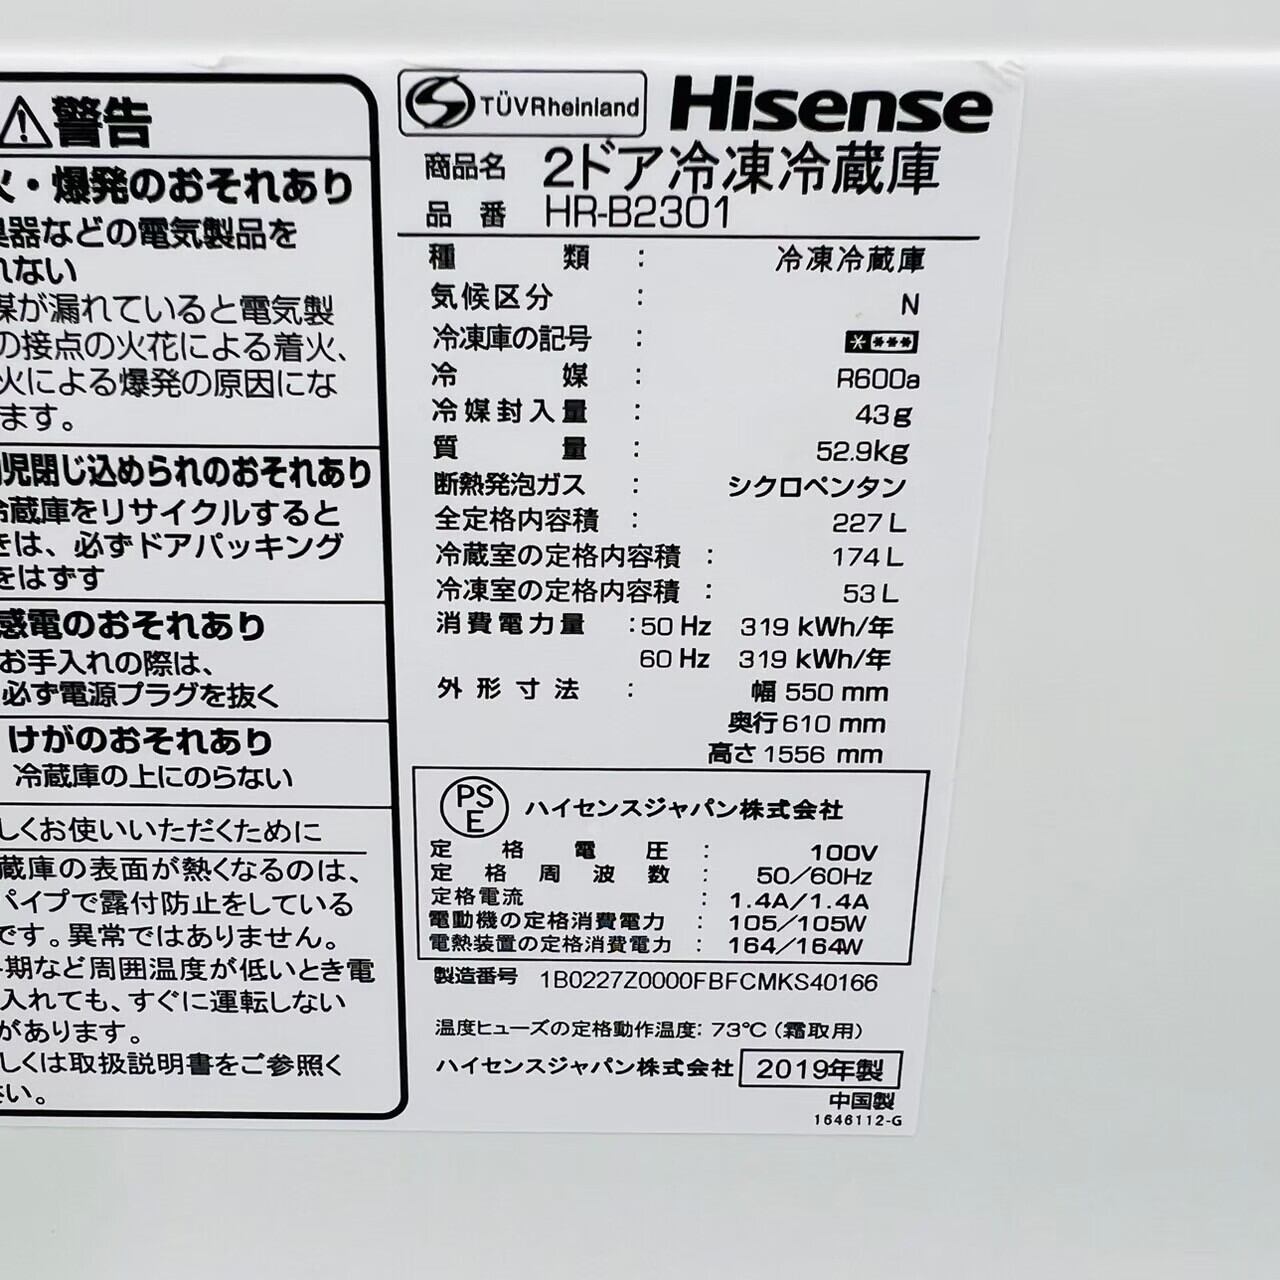 警告
火・爆発のおそれあり
器などの電気製品を
れない
媒が漏れていると電気製
の接点の火花による着火、
火による爆発の原因にな
ます。
児閉じ込められのおそれあり
冷蔵庫をリサイクルすると
きは、必ずドアパッキング
をはずす
感電のおそれあり
お手入れの際は、
必ず電源プラグを抜く
けがのおそれあり
冷蔵庫の上にのらない
しくお使いいただくために
蔵庫の表面が熱くなるのは、
パイプで露付防止をしている
です。異常ではありません。
期など周囲温度が低いとき電
入れても、すぐに運転しない
があります。
しくは取扱説明書をご参照く
さい。
TÜVRheinland Hisense
商品名 2ドア冷凍冷蔵庫
品番 HR-B2301
種類 : 冷凍冷蔵庫
気候区分 : N
冷凍庫の記号 : * ***
冷媒 : R600a
冷媒封入量 : 43g
質量 : 52.9kg
断熱発泡ガス : シクロペンタン
全定格内容積 : 227L
冷蔵室の定格内容積 : 174L
冷凍室の定格内容積 : 53L
消費電力量 :50Hz 319kWh/年
60Hz 319kWh/年
外形寸法 : 幅550mm
奥行610mm
高さ1556mm
PSE ハイセンスジャパン株式会社
定格電圧 : 100V
定格周波数 : 50/60Hz
定格電流 : 1.4A/1.4A
電動機の定格消費電力 : 105/105W
電熱装置の定格消費電力 : 164/164W
製造番号 1B0227Z0000FBFCMKS40166
温度ヒューズの定格動作温度: 73℃(霜取用)
ハイセンスジャパン株式会社 2019年製
中国製
1646112-G